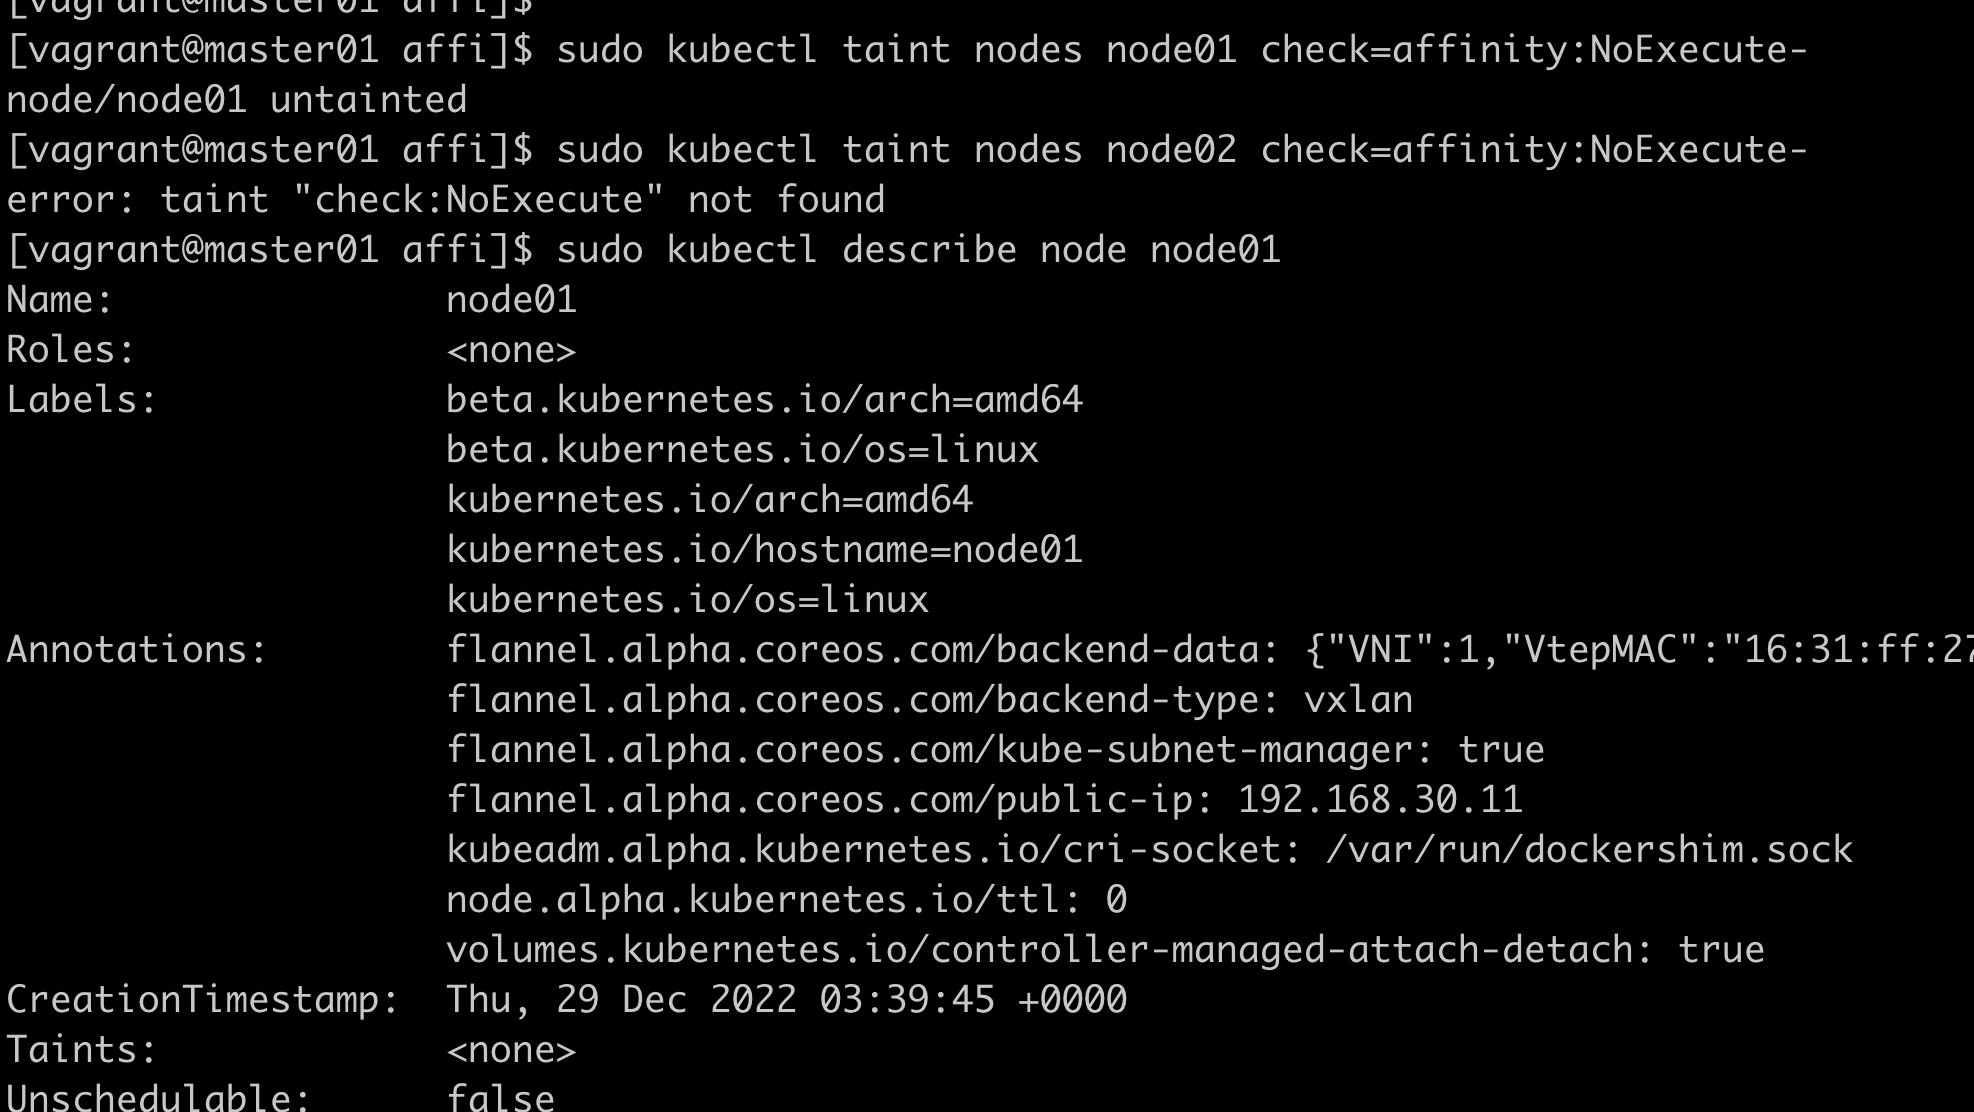 [vagrant@master01 affi]$
[vagrant@master01 affi]$ sudo kubectl taint nodes node01 check=affinity:NoExecute-
node/node01 untainted
[vagrant@master01 affi]$ sudo kubectl taint nodes node02 check=affinity:NoExecute-
error: taint "check:NoExecute" not found
[vagrant@master01 affi]$ sudo kubectl describe node node01
Name:               node01
Roles:              <none>
Labels:             beta.kubernetes.io/arch=amd64
                    beta.kubernetes.io/os=linux
                    kubernetes.io/arch=amd64
                    kubernetes.io/hostname=node01
                    kubernetes.io/os=linux
Annotations:        flannel.alpha.coreos.com/backend-data: {"VNI":1,"VtepMAC":"16:31:ff:27
                    flannel.alpha.coreos.com/backend-type: vxlan
                    flannel.alpha.coreos.com/kube-subnet-manager: true
                    flannel.alpha.coreos.com/public-ip: 192.168.30.11
                    kubeadm.alpha.kubernetes.io/cri-socket: /var/run/dockershim.sock
                    node.alpha.kubernetes.io/ttl: 0
                    volumes.kubernetes.io/controller-managed-attach-detach: true
CreationTimestamp:  Thu, 29 Dec 2022 03:39:45 +0000
Taints:             <none>
Unschedulable:      false